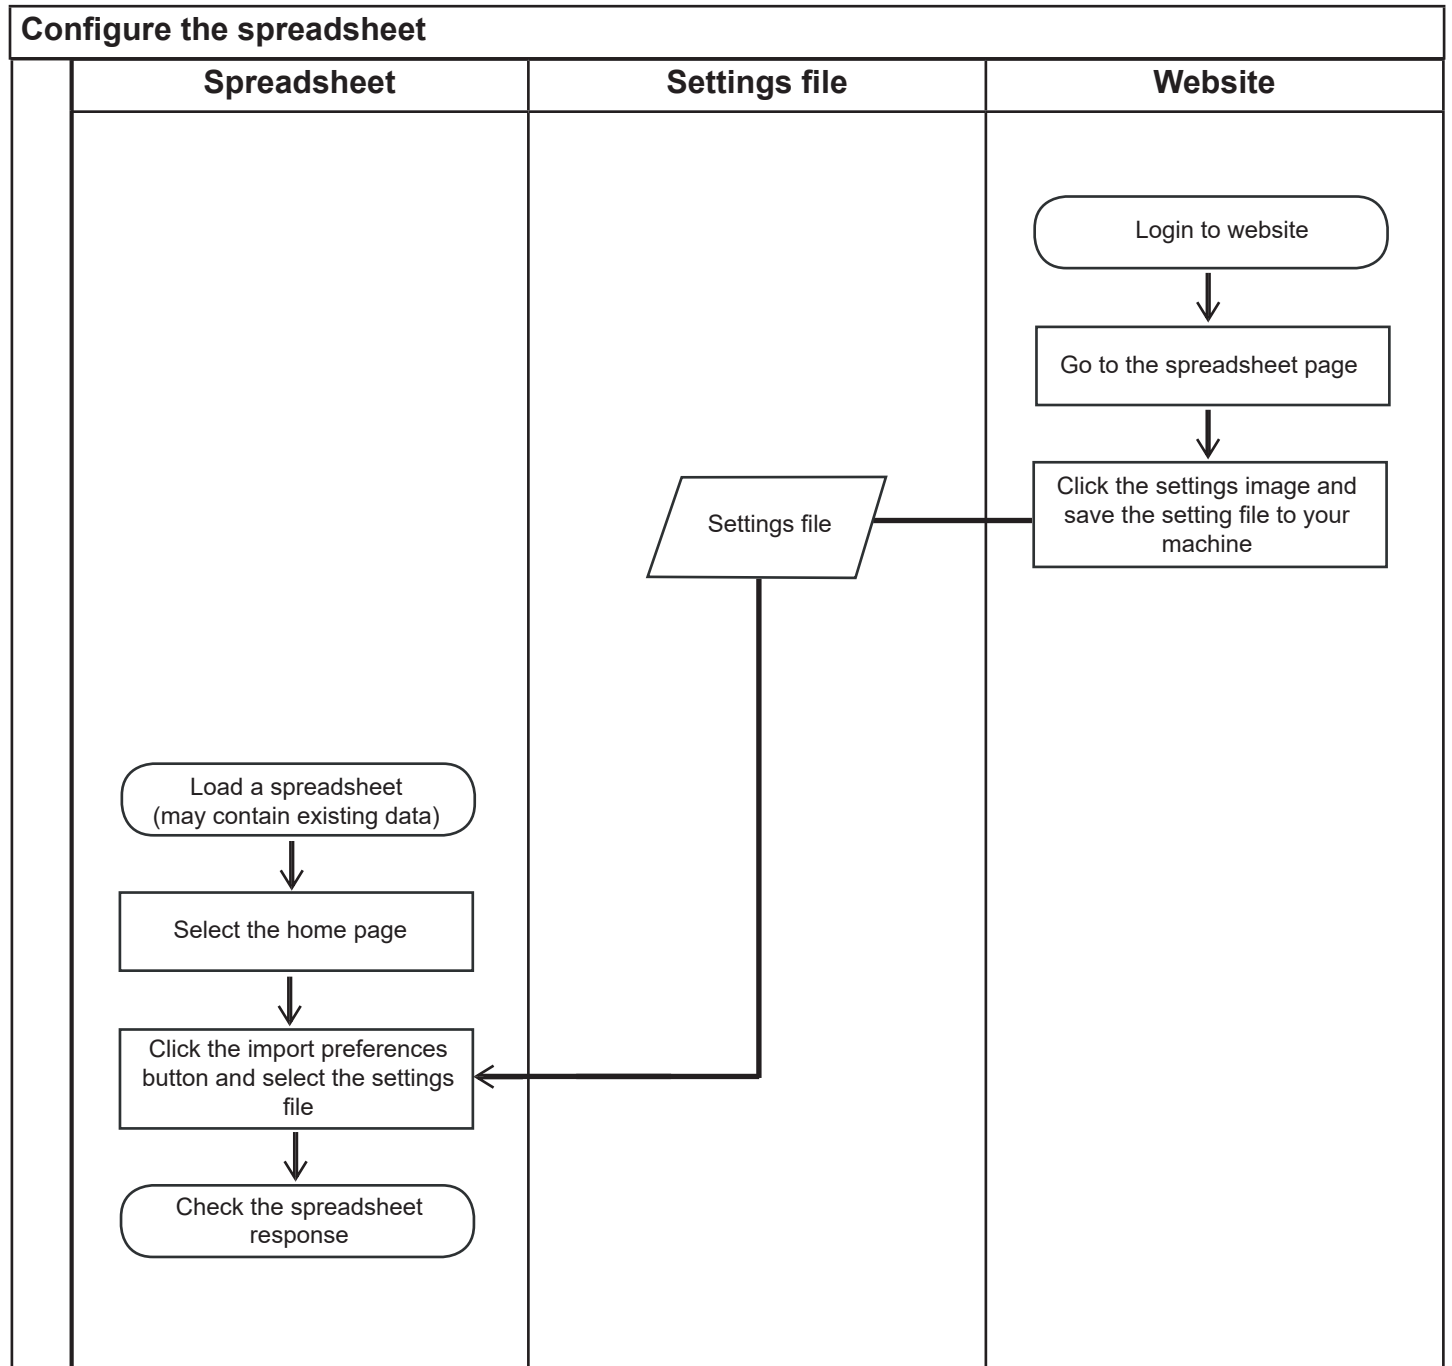 Configure the spreadsheet
Spreadsheet
Settings file
Website
Login to website
Go to the spreadsheet page
Click the settings image and
save the setting file to your
machine
Settings file
Load a spreadsheet
(may contain existing data)
Select the home page
Click the import preferences
button and select the settings
file
Check the spreadsheet
response